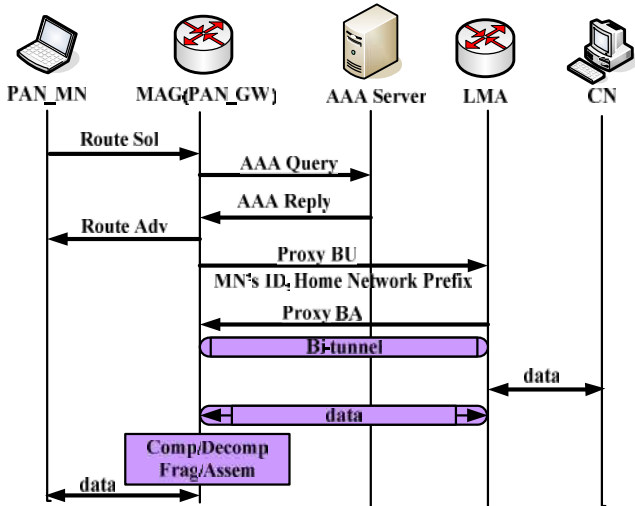 PAN_MN MAG(PAN_GW) AAA Server LMA CN
Route Sol
AAA Query
AAA Reply
Route Adv
Proxy BU
MN's ID, Home Network Prefix
Proxy BA
Bi-tunnel
data
data
Comp/Decomp
Frag/Assem
data